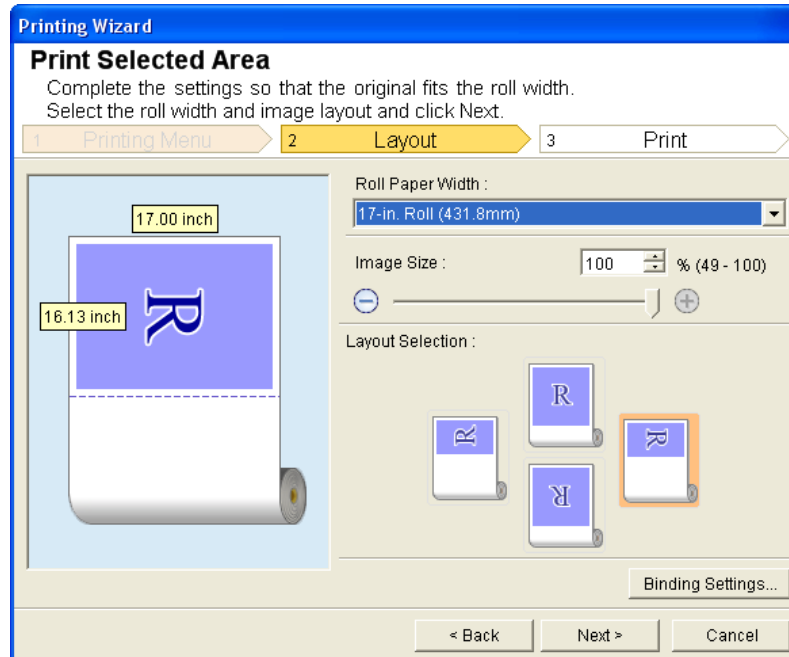 Printing Wizard
Print Selected Area
Complete the settings so that the original fits the roll width.
Select the roll width and image layout and click Next.
1 Printing Menu 2 Layout 3 Print
Roll Paper Width :
17.00 inch
17-in. Roll (431.8mm)
Image Size : 100 % (49 - 100)
R
16.13 inch
Layout Selection :
R
R
R
R
Binding Settings...
< Back Next > Cancel